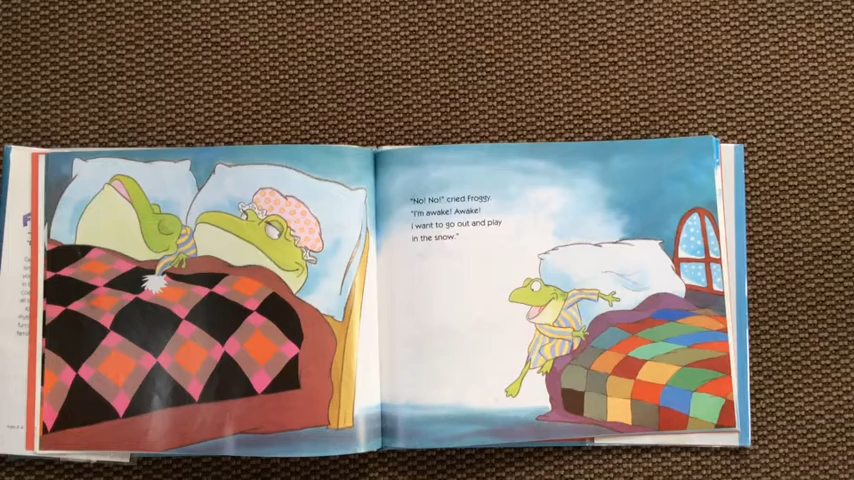 "No! No!" cried Froggy.
"I'm awake! Awake!
I want to go out and play
in the snow."